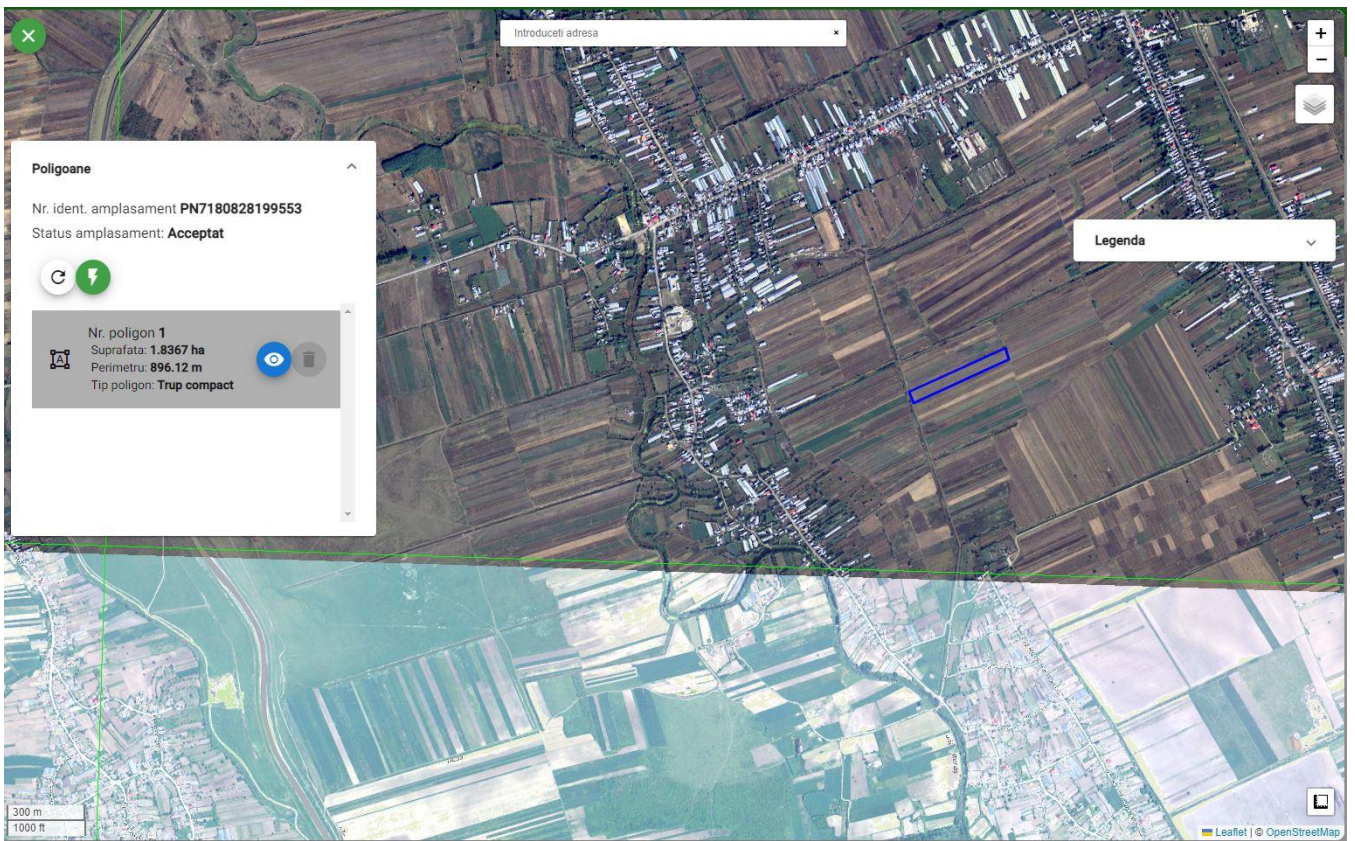 Introduceti adresa
×
+
−
Poligoane
Nr. ident. amplasament PN7180828199553
Status amplasament: Acceptat
Legenda
Nr. poligon 1
Suprafata: 1.8367 ha
Perimetru: 896.12 m
Tip poligon: Trup compact
300 m
1000 ft
Leaflet | © OpenStreetMap